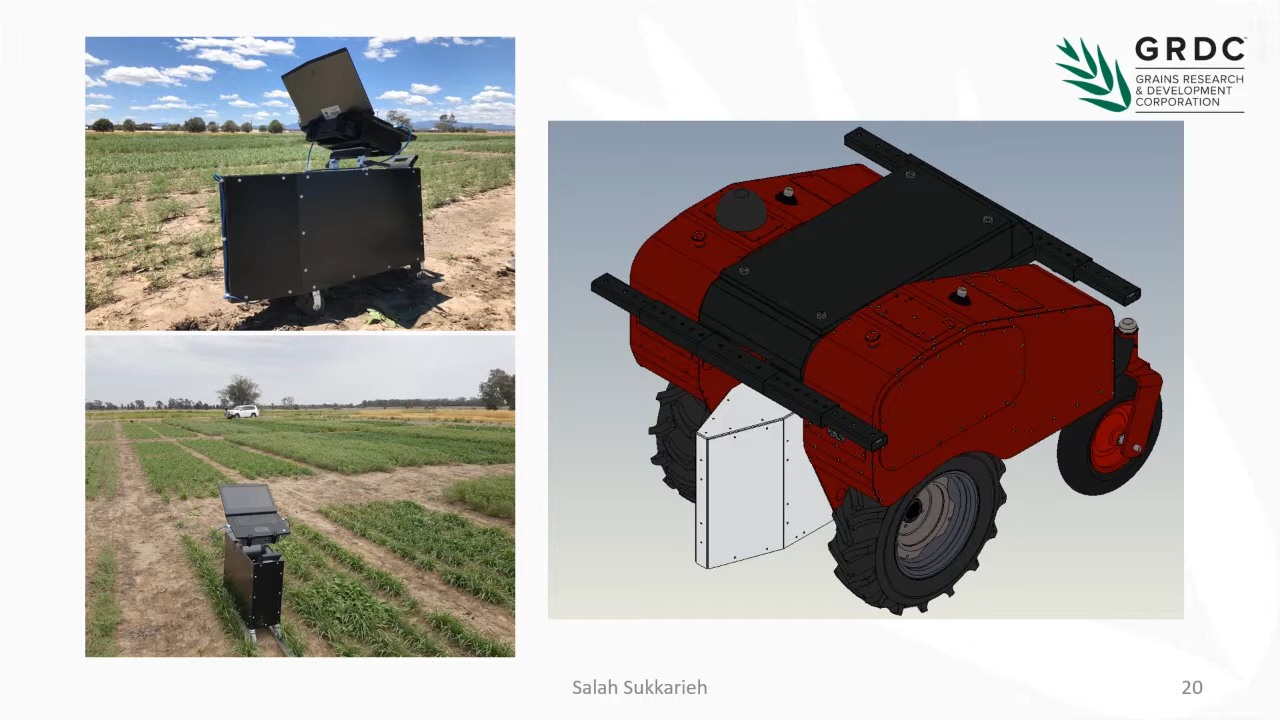 GRDC
GRAINS RESEARCH
& DEVELOPMENT
CORPORATION
Salah Sukkarieh
20